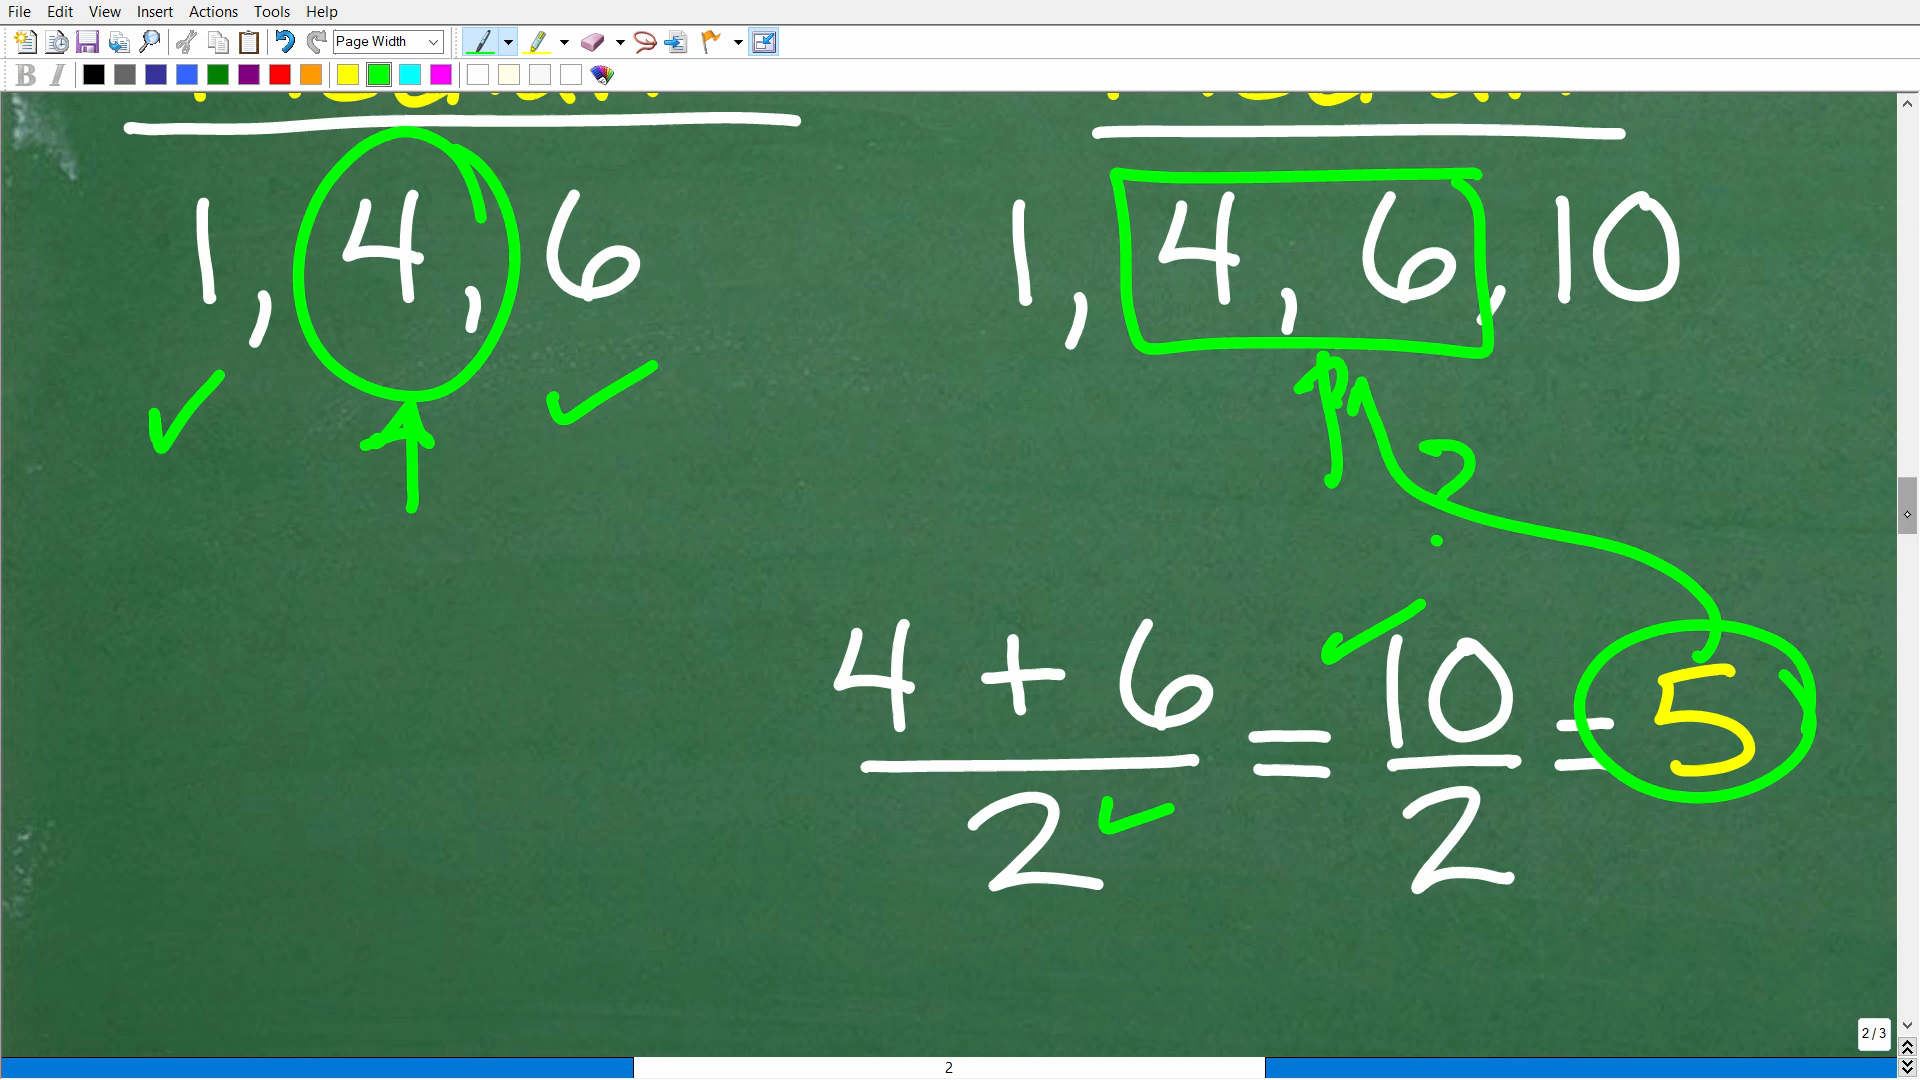 File Edit View Insert Actions Tools Help
Page Width
B I
1, 4, 6
1, 4, 6, 10
?
4 + 6 / 2 = 10 / 2 = 5
2 / 3
2